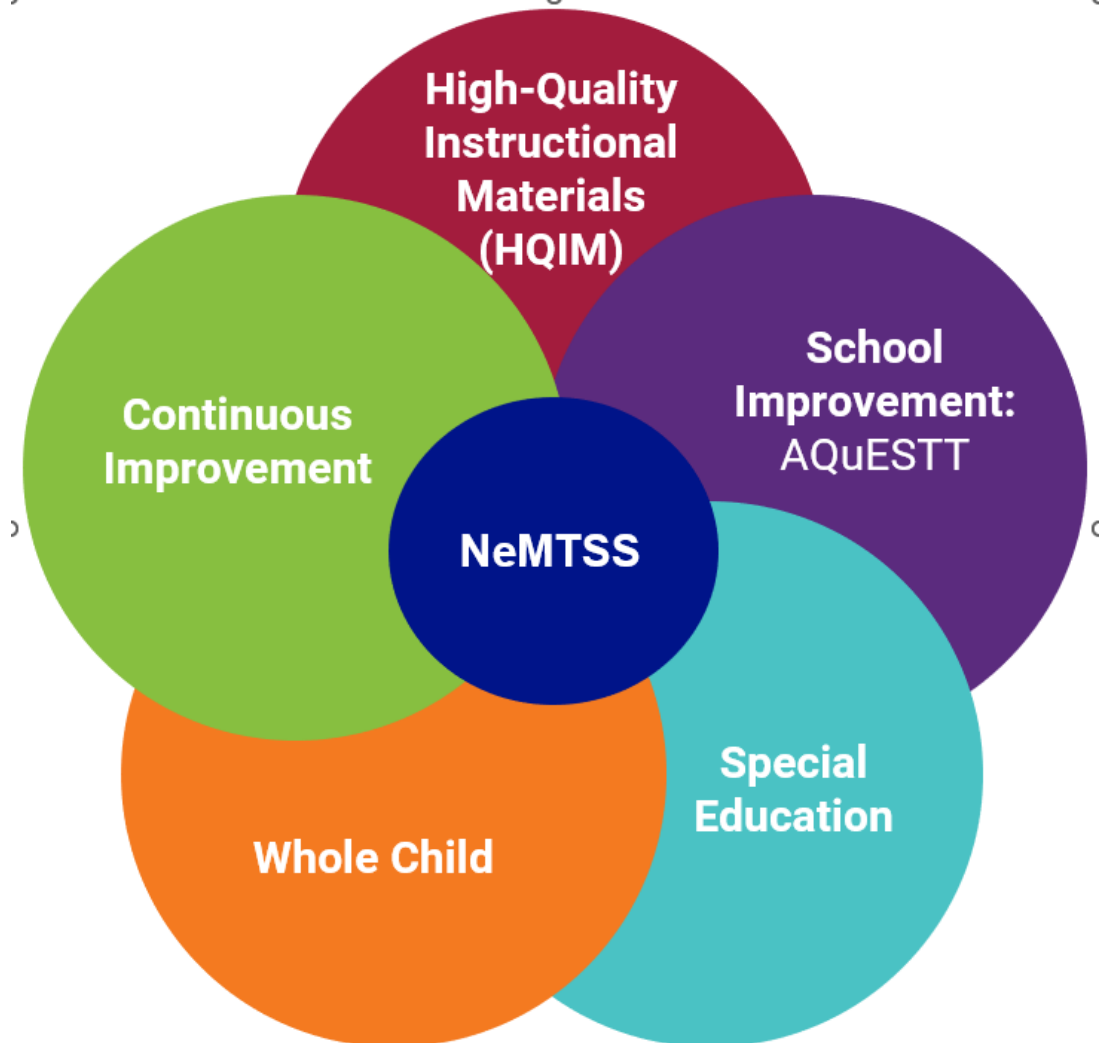 High-Quality
Instructional
Materials
(HQIM)
School
Improvement:
AQuESTT
Continuous
Improvement
NeMTSS
Special
Education
Whole Child